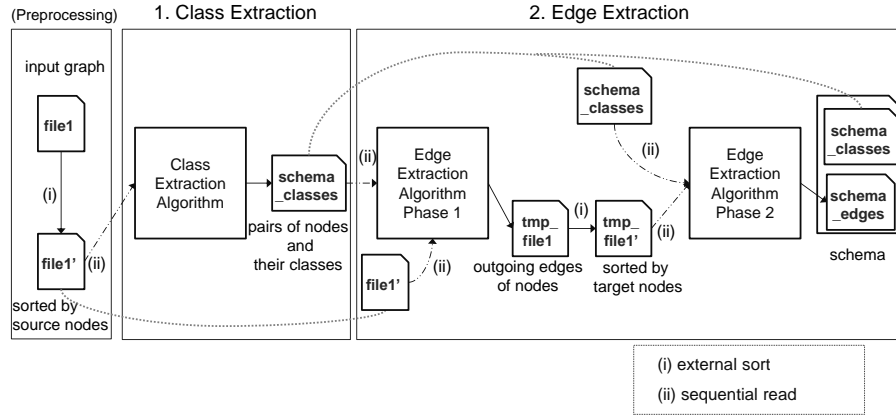 (Preprocessing)
1. Class Extraction
2. Edge Extraction
input graph
file1
(i)
file1’
(ii)
sorted by
source nodes
Class
Extraction
Algorithm
schema
_classes
pairs of nodes
and
their classes
(ii)
file1’
(ii)
Edge
Extraction
Algorithm
Phase 1
tmp_
file1
outgoing edges
of nodes
(i)
tmp_
file1’
sorted by
target nodes
(ii)
schema
_classes
(ii)
Edge
Extraction
Algorithm
Phase 2
schema
_classes
schema
_edges
schema
(i) external sort
(ii) sequential read